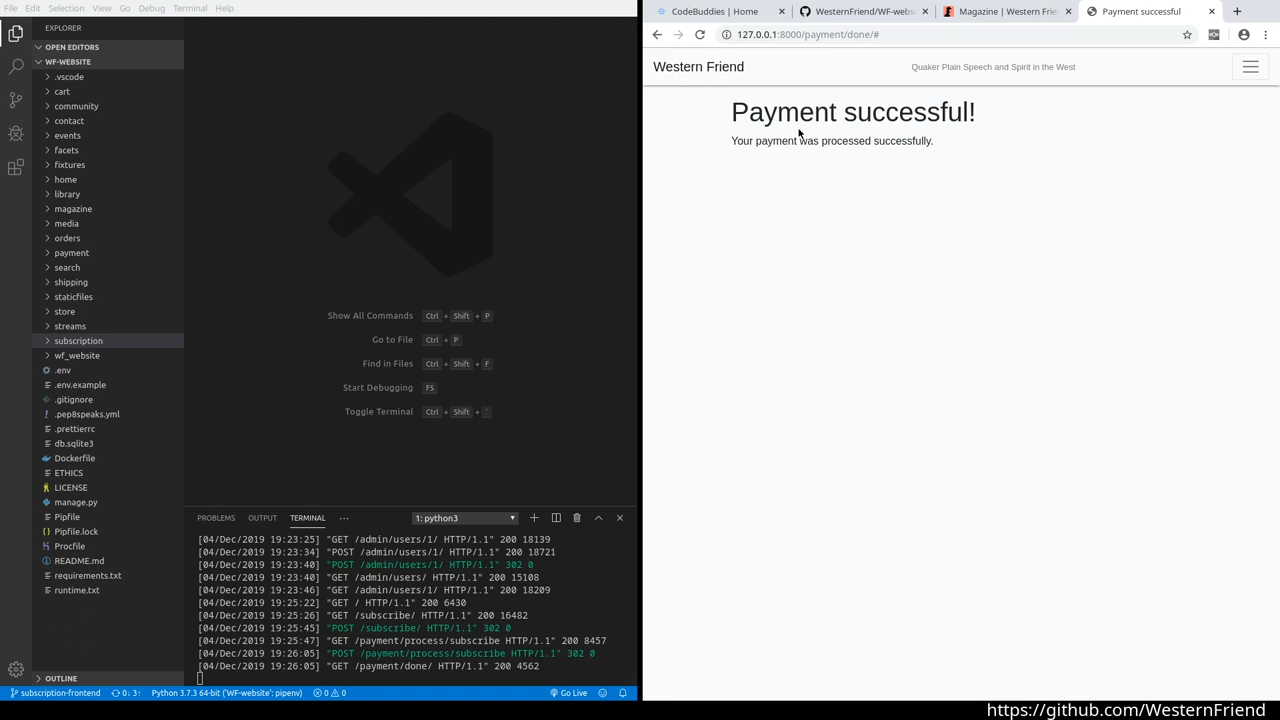 File Edit Selection View Go Debug Terminal Help
EXPLORER
OPEN EDITORS
WF-WEBSITE
.vscode
cart
community
contact
events
facets
fixtures
home
library
magazine
media
orders
payment
search
shipping
staticfiles
store
streams
subscription
wf_website
.env
.env.example
.gitignore
.pep8speaks.yml
.prettierrc
db.sqlite3
Dockerfile
ETHICS
LICENSE
manage.py
Pipfile
Pipfile.lock
Procfile
README.md
requirements.txt
runtime.txt
OUTLINE
Show All Commands Ctrl + Shift + P
Go to File Ctrl + P
Find in Files Ctrl + Shift + F
Start Debugging F5
Toggle Terminal Ctrl + Shift + `
PROBLEMS OUTPUT TERMINAL ··· 1: python3
[04/Dec/2019 19:23:25] "GET /admin/users/1/ HTTP/1.1" 200 18139
[04/Dec/2019 19:23:34] "POST /admin/users/1/ HTTP/1.1" 200 18721
[04/Dec/2019 19:23:40] "POST /admin/users/1/ HTTP/1.1" 302 0
[04/Dec/2019 19:23:40] "GET /admin/users/ HTTP/1.1" 200 15108
[04/Dec/2019 19:23:46] "GET /admin/users/1/ HTTP/1.1" 200 18209
[04/Dec/2019 19:25:22] "GET / HTTP/1.1" 200 6430
[04/Dec/2019 19:25:26] "GET /subscribe/ HTTP/1.1" 200 16482
[04/Dec/2019 19:25:45] "POST /subscribe/ HTTP/1.1" 302 0
[04/Dec/2019 19:25:47] "GET /payment/process/subscribe HTTP/1.1" 200 8457
[04/Dec/2019 19:26:05] "POST /payment/process/subscribe HTTP/1.1" 302 0
[04/Dec/2019 19:26:05] "GET /payment/done/ HTTP/1.1" 200 4562
subscription-frontend 0↓ 3↑ Python 3.7.3 64-bit ('WF-website': pipenv) 0 0 Go Live
CodeBuddies | Home WesternFriend/WF-webs Magazine | Western Frie Payment successful
127.0.0.1:8000/payment/done/#
Western Friend Quaker Plain Speech and Spirit in the West
Payment successful!
Your payment was processed successfully.
https://github.com/WesternFriend